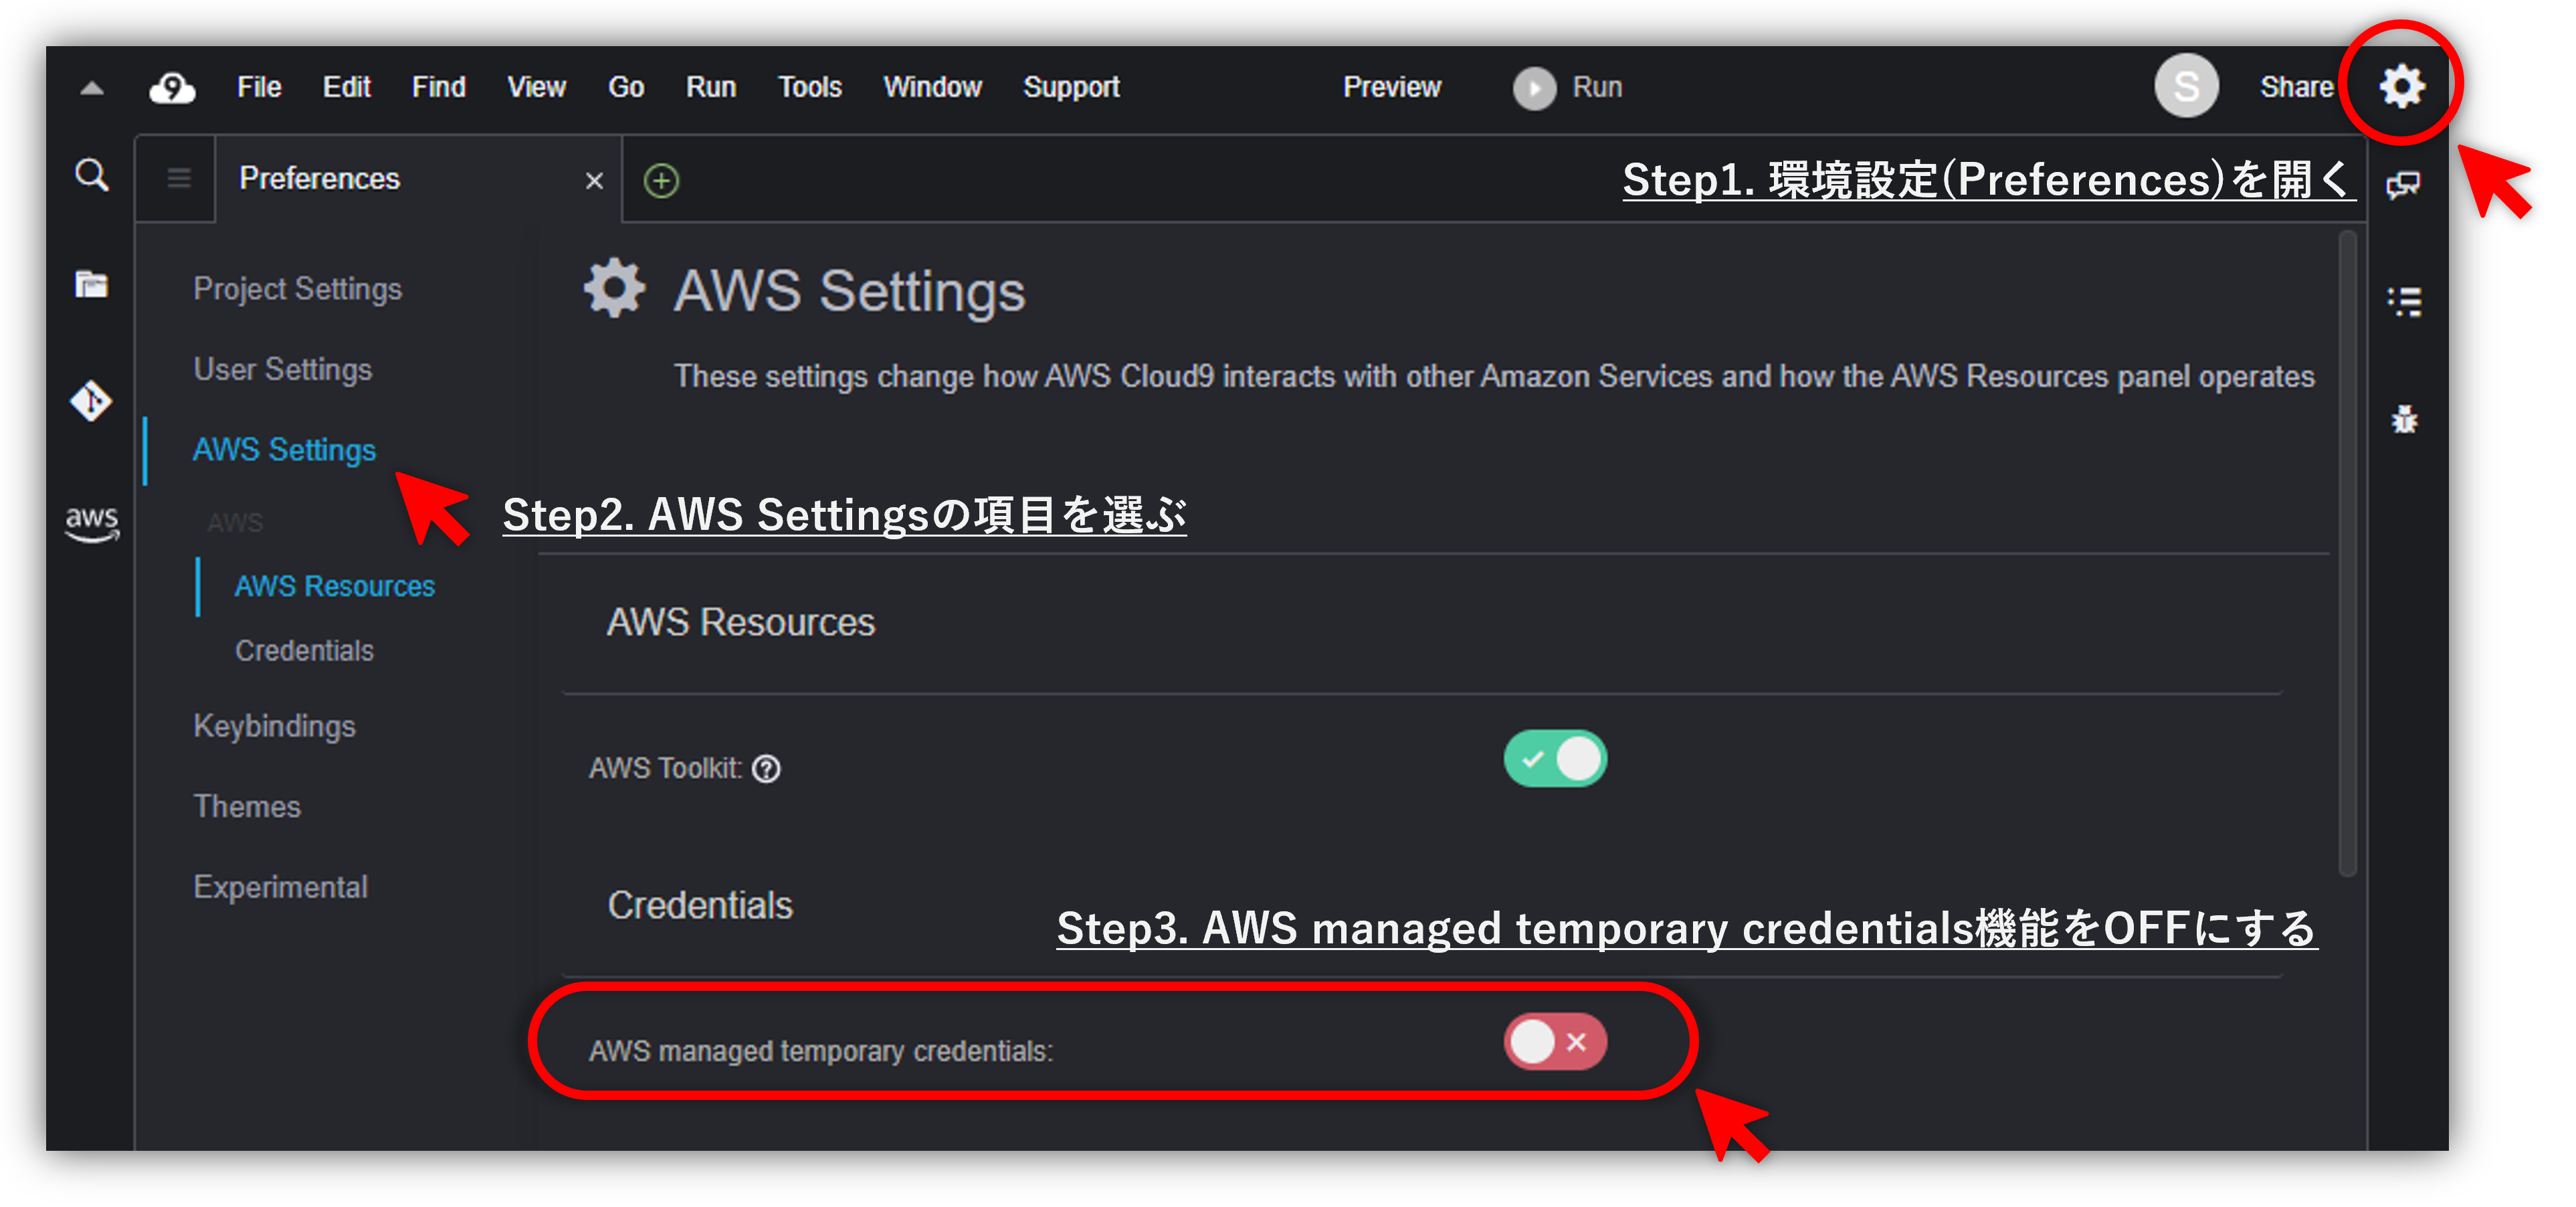 9 File Edit Find View Go Run Tools Window Support Preview Run S Share
Preferences
Step1. 環境設定(Preferences)を開く
Project Settings
User Settings
AWS Settings
AWS
AWS Resources
Credentials
Keybindings
Themes
Experimental
aws
AWS Settings
These settings change how AWS Cloud9 interacts with other Amazon Services and how the AWS Resources panel operates
Step2. AWS Settingsの項目を選ぶ
AWS Resources
AWS Toolkit:
Credentials
Step3. AWS managed temporary credentials機能をOFFにする
AWS managed temporary credentials: